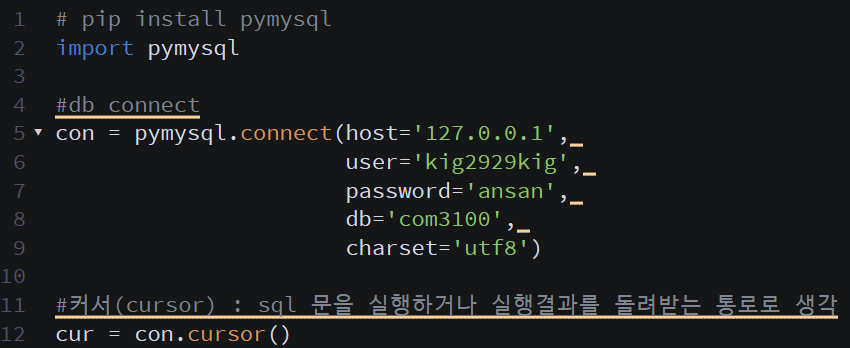 1 # pip install pymysql
2 import pymysql
3
4 #db connect
5 con = pymysql.connect(host='127.0.0.1',
6 user='kig2929kig',
7 password='ansan',
8 db='com3100',
9 charset='utf8')
10
11 #커서(cursor) : sql 문을 실행하거나 실행결과를 돌려받는 통로로 생각
12 cur = con.cursor()